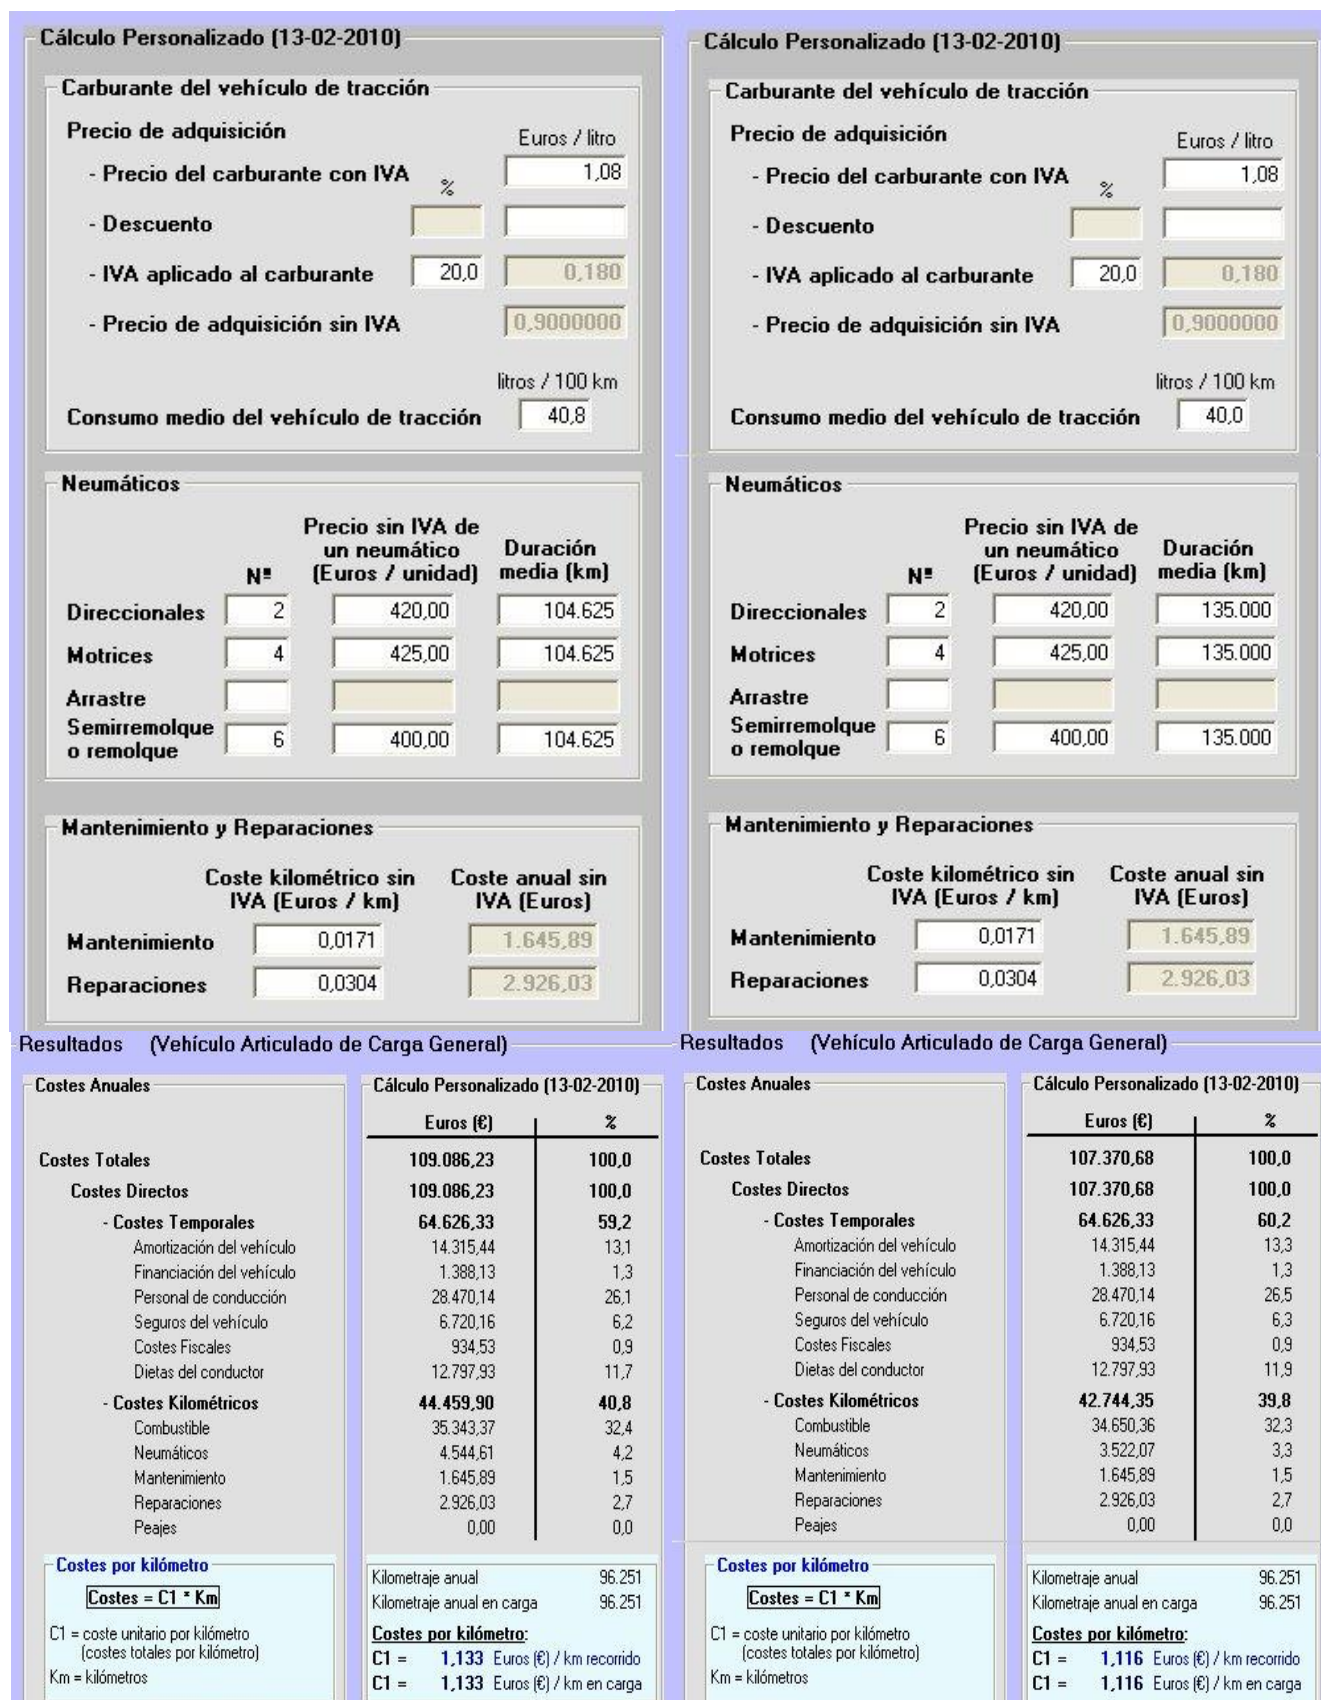 Cálculo Personalizado (13-02-2010)
Carburante del vehículo de tracción
Precio de adquisición
Euros / litro
- Precio del carburante con IVA 1,08
%
- Descuento
- IVA aplicado al carburante 20,0 0,180
- Precio de adquisición sin IVA 0,9000000
litros / 100 km
Consumo medio del vehículo de tracción 40,8
Neumáticos
Nº Precio sin IVA de un neumático (Euros / unidad) Duración media (km)
Direccionales 2 420,00 104.625
Motrices 4 425,00 104.625
Arrastre
Semirremolque o remolque 6 400,00 104.625
Mantenimiento y Reparaciones
Coste kilométrico sin IVA (Euros / km) Coste anual sin IVA (Euros)
Mantenimiento 0,0171 1.645,89
Reparaciones 0,0304 2.926,03
Resultados (Vehículo Articulado de Carga General)
Costes Anuales
Cálculo Personalizado (13-02-2010)
Euros (€) %
Costes Totales 109.086,23 100,0
Costes Directos 109.086,23 100,0
- Costes Temporales 64.626,33 59,2
Amortización del vehículo 14.315,44 13,1
Financiación del vehículo 1.388,13 1,3
Personal de conducción 28.470,14 26,1
Seguros del vehículo 6.720,16 6,2
Costes Fiscales 934,53 0,9
Dietas del conductor 12.797,93 11,7
- Costes Kilométricos 44.459,90 40,8
Combustible 35.343,37 32,4
Neumáticos 4.544,61 4,2
Mantenimiento 1.645,89 1,5
Reparaciones 2.926,03 2,7
Peajes 0,00 0,0
Costes por kilómetro
Costes = C1 * Km
C1 = coste unitario por kilómetro
(costes totales por kilómetro)
Km = kilómetros
Kilometraje anual 96.251
Kilometraje anual en carga 96.251
Costes por kilómetro:
C1 = 1,133 Euros (€) / km recorrido
C1 = 1,133 Euros (€) / km en carga
Cálculo Personalizado (13-02-2010)
Carburante del vehículo de tracción
Precio de adquisición
Euros / litro
- Precio del carburante con IVA 1,08
%
- Descuento
- IVA aplicado al carburante 20,0 0,180
- Precio de adquisición sin IVA 0,9000000
litros / 100 km
Consumo medio del vehículo de tracción 40,0
Neumáticos
Nº Precio sin IVA de un neumático (Euros / unidad) Duración media (km)
Direccionales 2 420,00 135.000
Motrices 4 425,00 135.000
Arrastre
Semirremolque o remolque 6 400,00 135.000
Mantenimiento y Reparaciones
Coste kilométrico sin IVA (Euros / km) Coste anual sin IVA (Euros)
Mantenimiento 0,0171 1.645,89
Reparaciones 0,0304 2.926,03
Resultados (Vehículo Articulado de Carga General)
Costes Anuales
Cálculo Personalizado (13-02-2010)
Euros (€) %
Costes Totales 107.370,68 100,0
Costes Directos 107.370,68 100,0
- Costes Temporales 64.626,33 60,2
Amortización del vehículo 14.315,44 13,3
Financiación del vehículo 1.388,13 1,3
Personal de conducción 28.470,14 26,5
Seguros del vehículo 6.720,16 6,3
Costes Fiscales 934,53 0,9
Dietas del conductor 12.797,93 11,9
- Costes Kilométricos 42.744,35 39,8
Combustible 34.650,36 32,3
Neumáticos 3.522,07 3,3
Mantenimiento 1.645,89 1,5
Reparaciones 2.926,03 2,7
Peajes 0,00 0,0
Costes por kilómetro
Costes = C1 * Km
C1 = coste unitario por kilómetro
(costes totales por kilómetro)
Km = kilómetros
Kilometraje anual 96.251
Kilometraje anual en carga 96.251
Costes por kilómetro:
C1 = 1,116 Euros (€) / km recorrido
C1 = 1,116 Euros (€) / km en carga